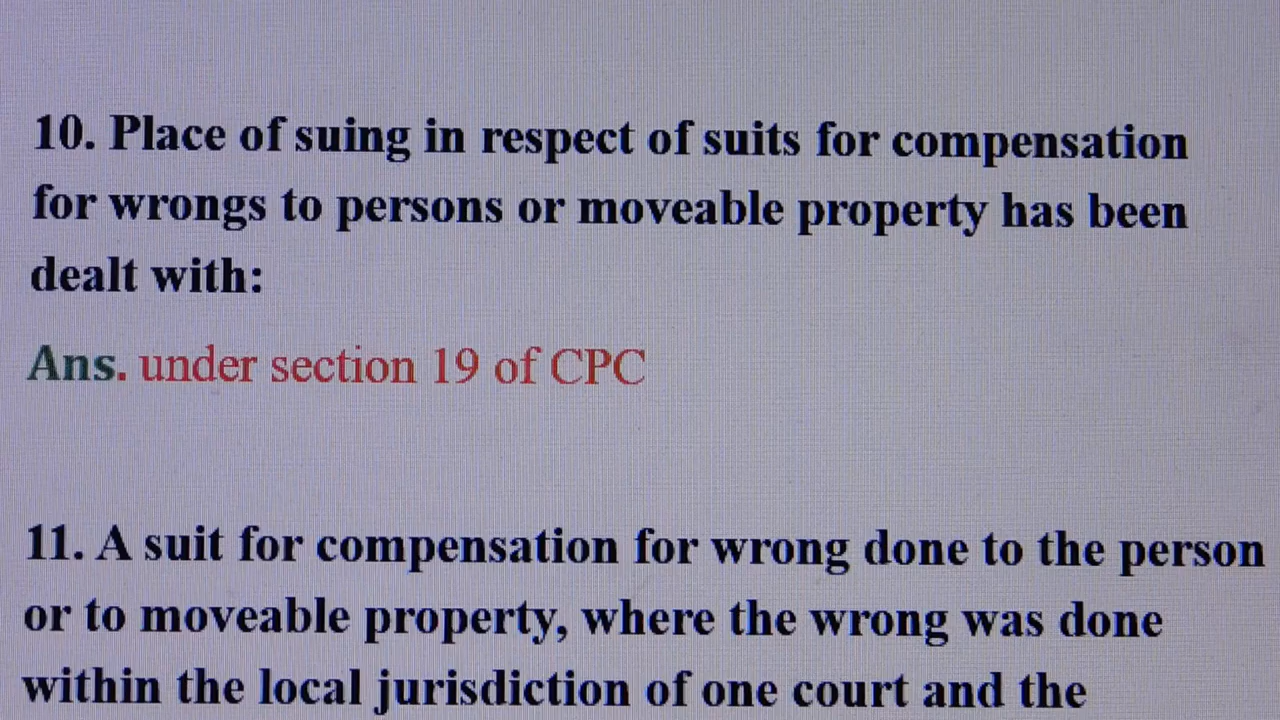 10. Place of suing in respect of suits for compensation
for wrongs to persons or moveable property has been
dealt with:
Ans. under section 19 of CPC
11. A suit for compensation for wrong done to the person
or to moveable property, where the wrong was done
within the local jurisdiction of one court and the